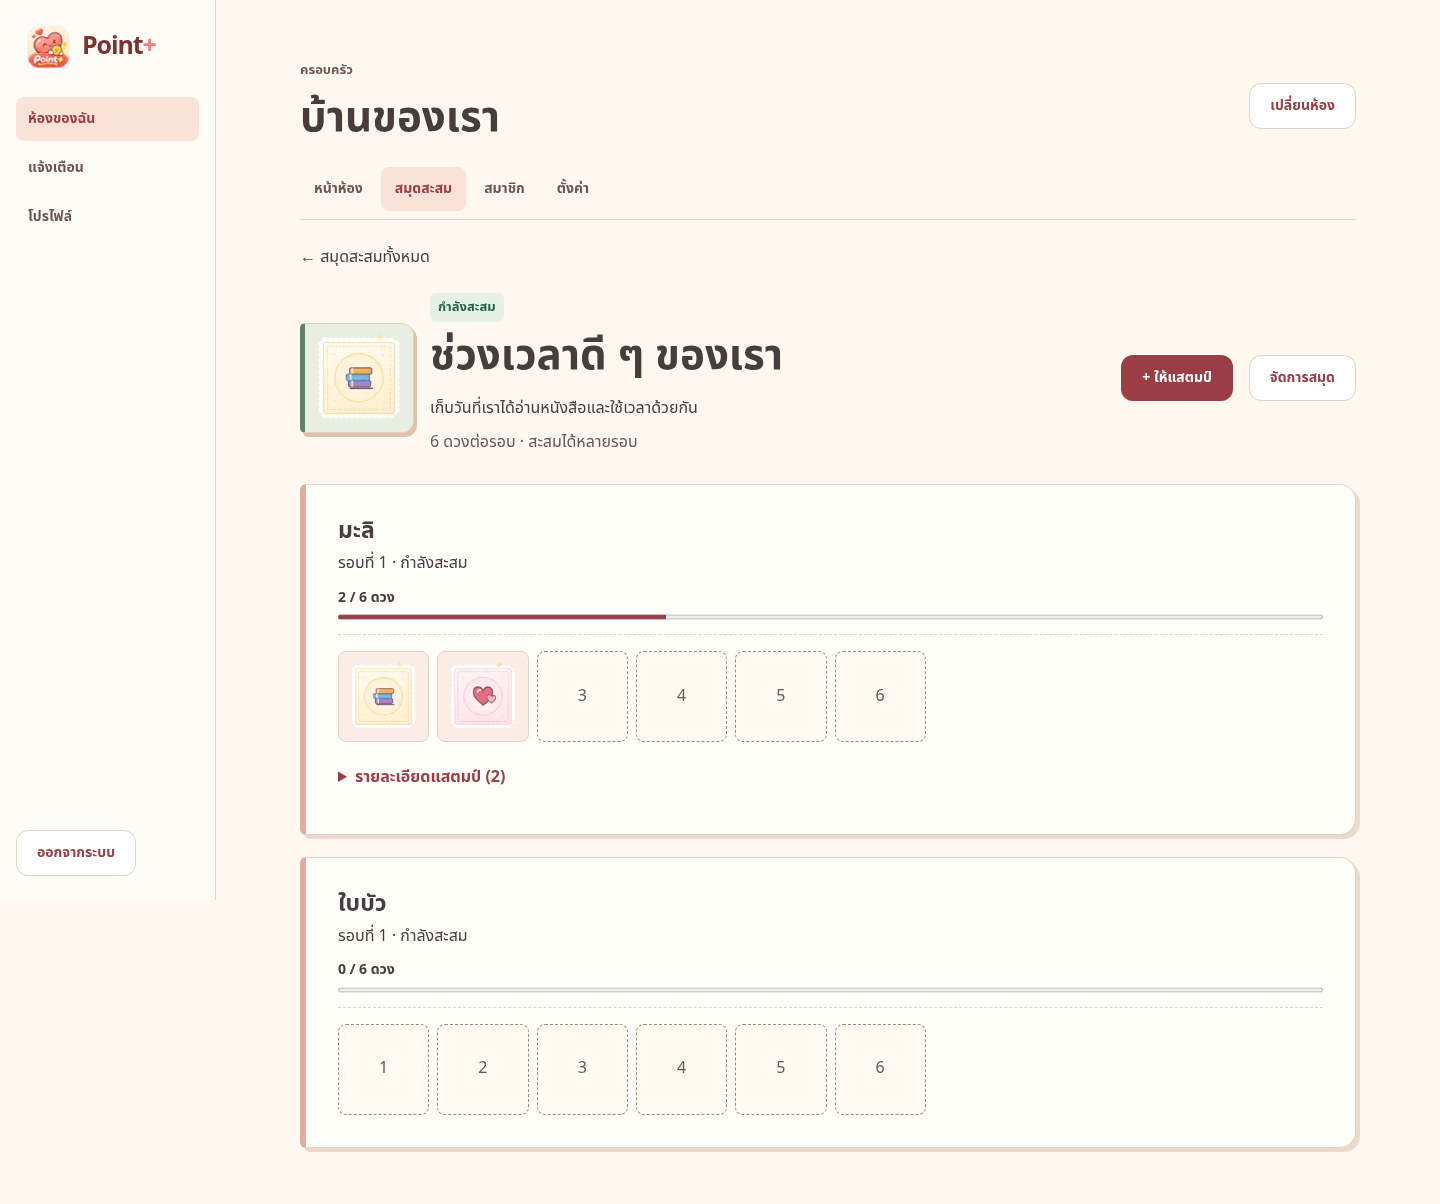 Point+
ห้องของฉัน
แจ้งเตือน
โปรไฟล์
ออกจากระบบ
ครอบครัว
บ้านของเรา
เปลี่ยนห้อง
หน้าห้อง
สมุดสะสม
สมาชิก
ตั้งค่า
← สมุดสะสมทั้งหมด
กำลังสะสม
ช่วงเวลาดี ๆ ของเรา
เก็บวันที่เราได้อ่านหนังสือและใช้เวลาด้วยกัน
6 ดวงต่อรอบ · สะสมได้หลายรอบ
+ ให้แสตมป์
จัดการสมุด
มะลิ
รอบที่ 1 · กำลังสะสม
2 / 6 ดวง
3
4
5
6
▶ รายละเอียดแสตมป์ (2)
ใบบัว
รอบที่ 1 · กำลังสะสม
0 / 6 ดวง
1
2
3
4
5
6